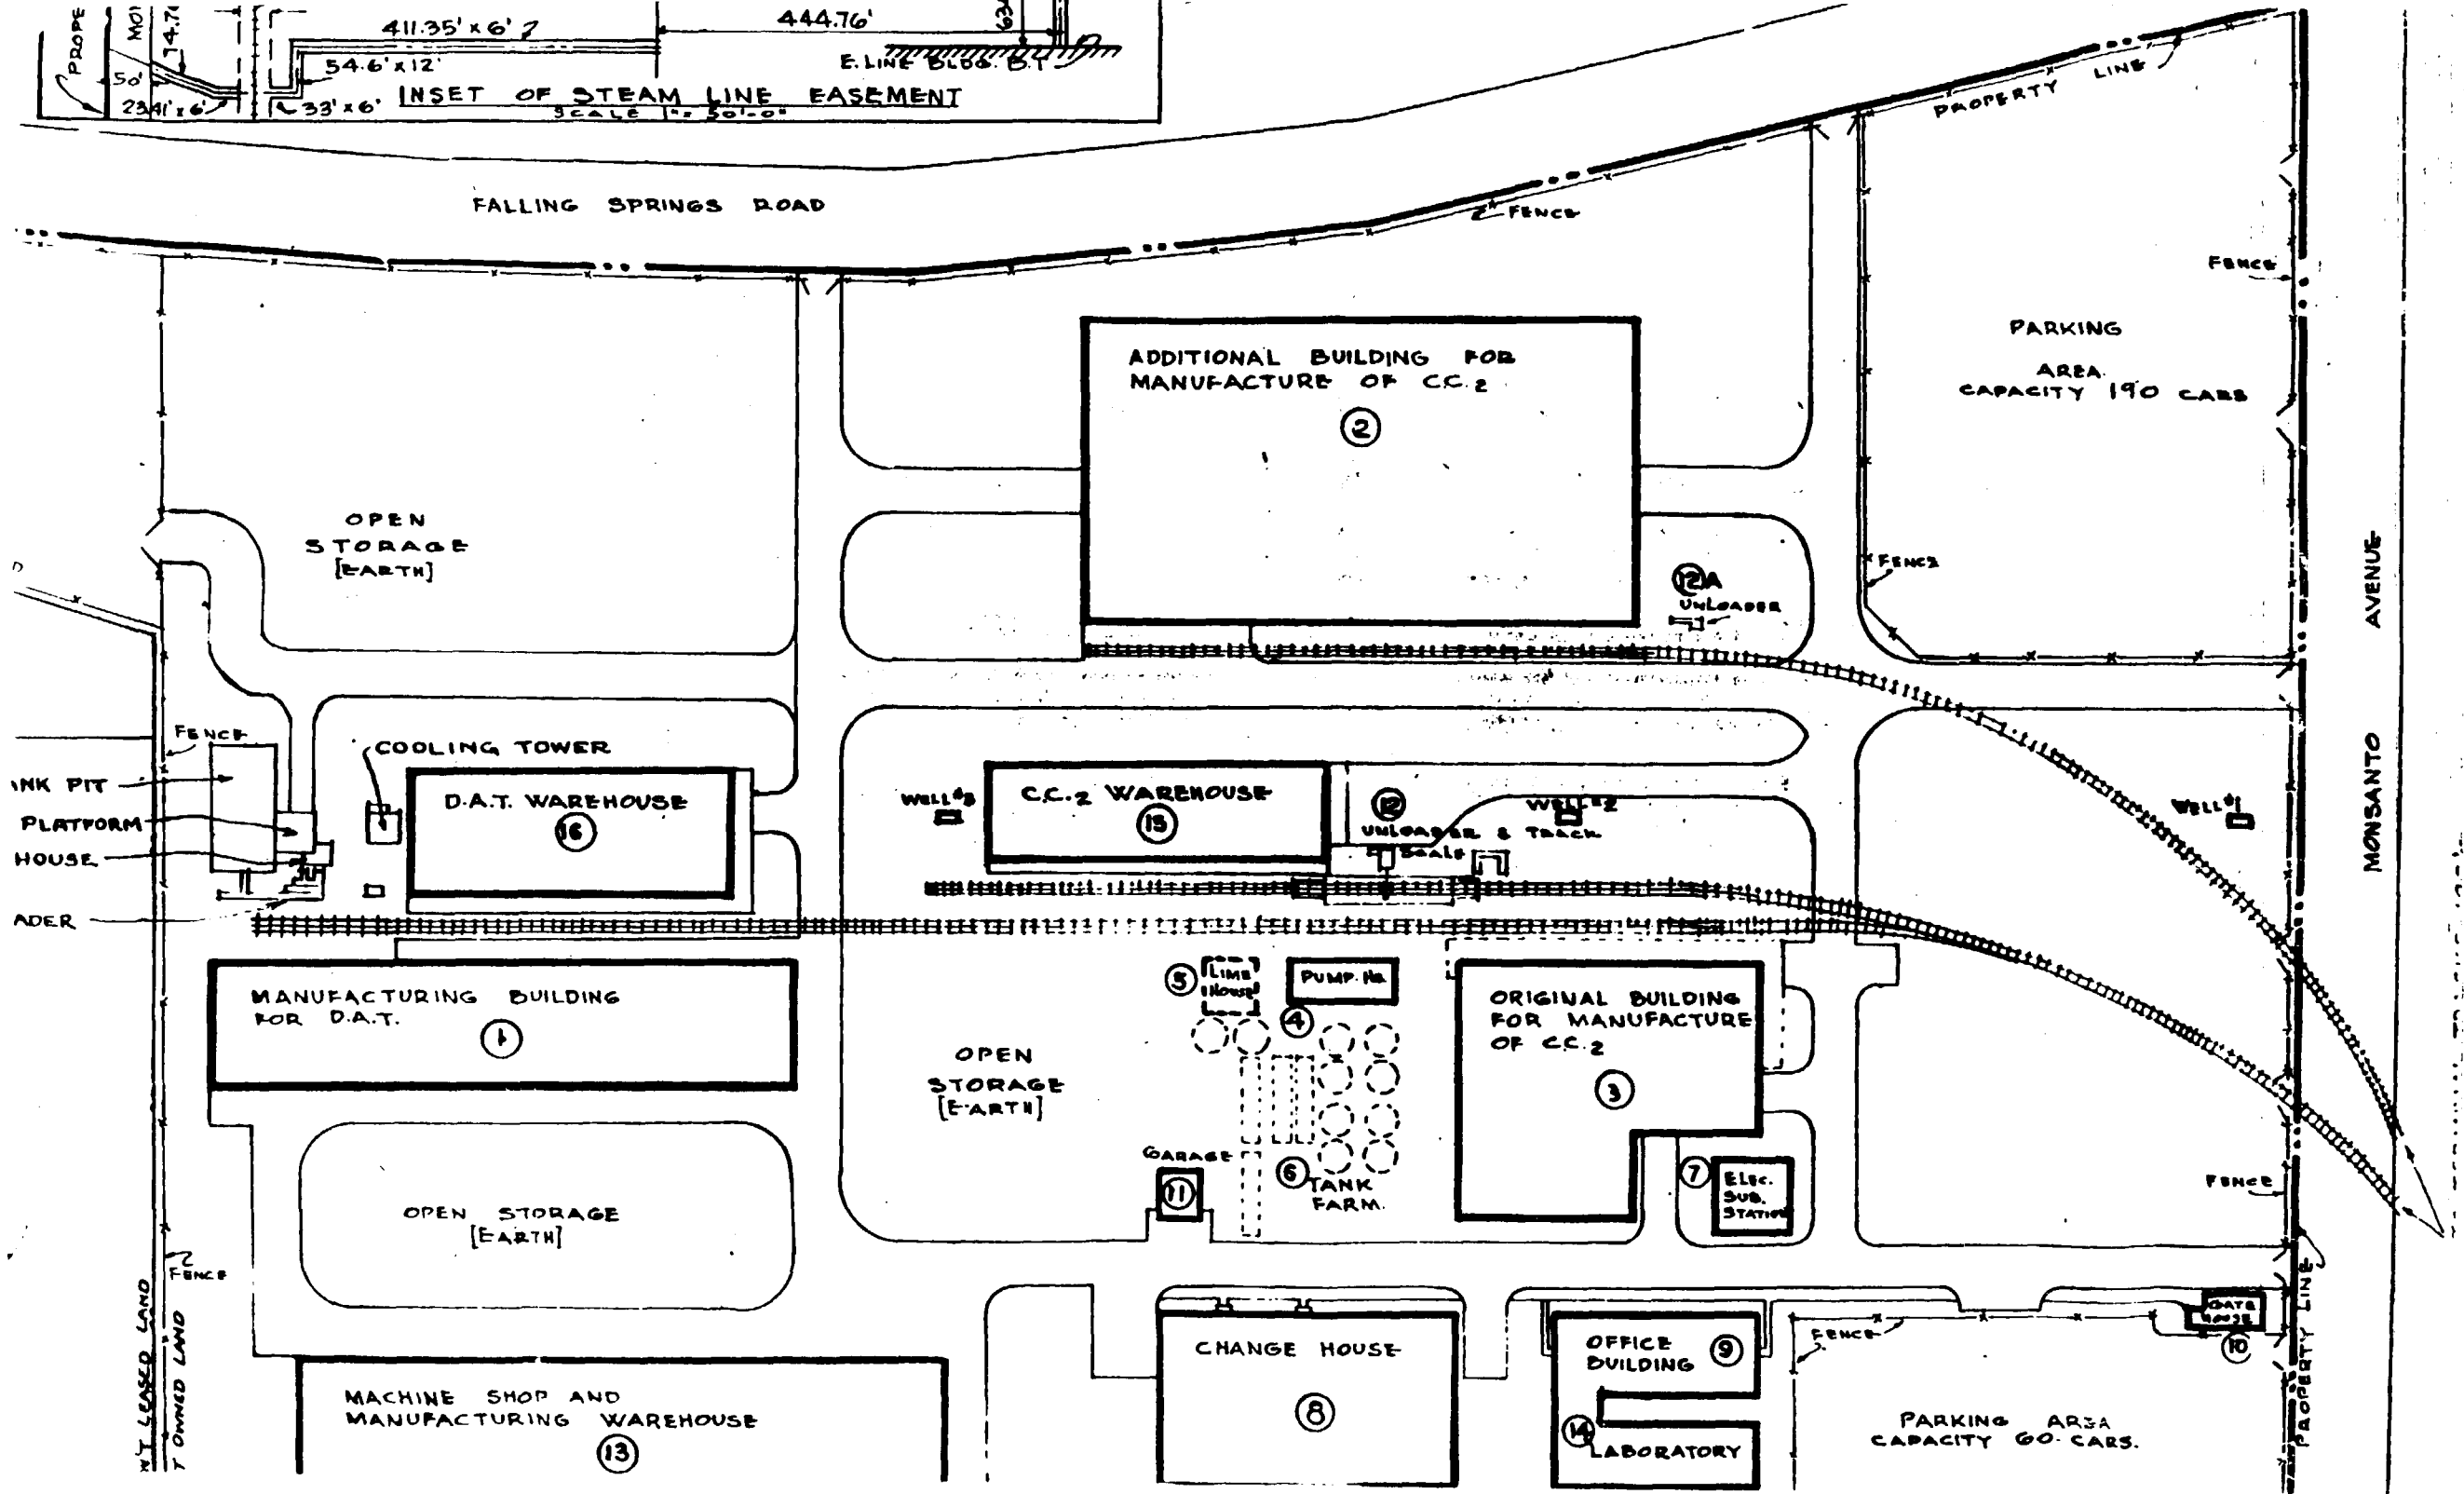 411.35' x 6'
444.76'
50'
54.6' x 12'
33' x 6'
E. LINE BLDG. B.T
INSET OF STEAM LINE EASEMENT
SCALE 1" = 50'-0"
PROPERTY LINE
FALLING SPRINGS ROAD
FENCE
FENCE
PARKING
AREA
CAPACITY 190 CARS
ADDITIONAL BUILDING FOR
MANUFACTURE OF C.C.2
2
OPEN
STORAGE
[EARTH]
FENCE
12A
UNLOADER
MONSANTO AVENUE
FENCE
COOLING TOWER
INK PIT
PLATFORM
HOUSE
ADER
D.A.T. WAREHOUSE
16
WELL #3
C.C.2 WAREHOUSE
15
12
UNLOADER & TRACK
SCALE
WELL #2
WELL #1
MANUFACTURING BUILDING
FOR D.A.T.
1
5
LIME
HOUSE
PUMP. HS.
4
ORIGINAL BUILDING
FOR MANUFACTURE
OF C.C.2
3
OPEN
STORAGE
[EARTH]
GARAGE
11
6
TANK
FARM.
7
ELEC.
SUB.
STATION
FENCE
OPEN STORAGE
[EARTH]
FENCE
LEASED LAND
T OWNED LAND
PROPERTY LINE
GATE
HOUSE
10
CHANGE HOUSE
8
OFFICE
BUILDING
9
FENCE
14
LABORATORY
MACHINE SHOP AND
MANUFACTURING WAREHOUSE
13
PARKING AREA
CAPACITY 60 CARS.